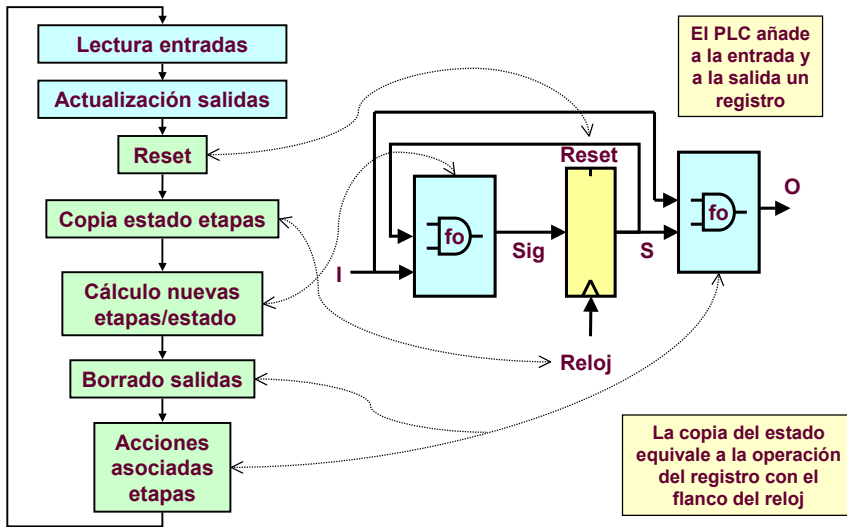 Lectura entradas
Actualización salidas
Reset
Copia estado etapas
Cálculo nuevas
etapas/estado
Borrado salidas
Acciones
asociadas
etapas
El PLC añade
a la entrada y
a la salida un
registro
Reset
fo
fo
O
Sig
S
I
Reloj
La copia del estado
equivale a la operación
del registro con el
flanco del reloj